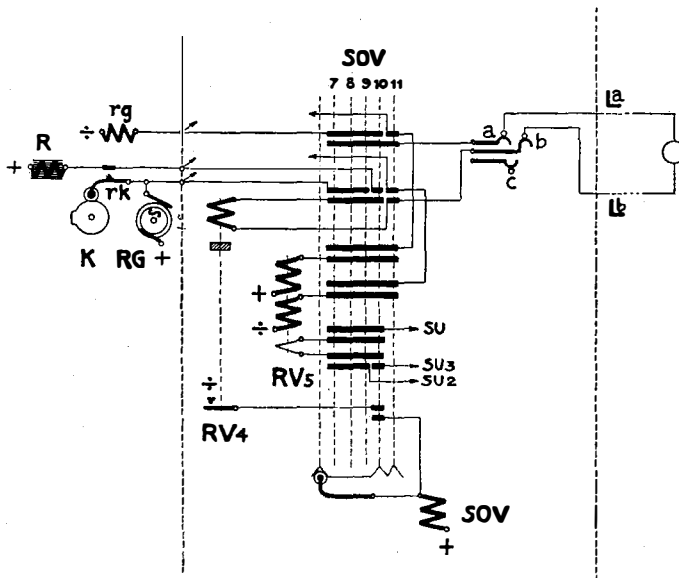 SOV
7 8 9 10 11
rg
÷
La
a
b
R
+
c
rk
K
RG
+
Lb
+
÷
SU
RV5
SU3
SU2
÷
RV4
SOV
+